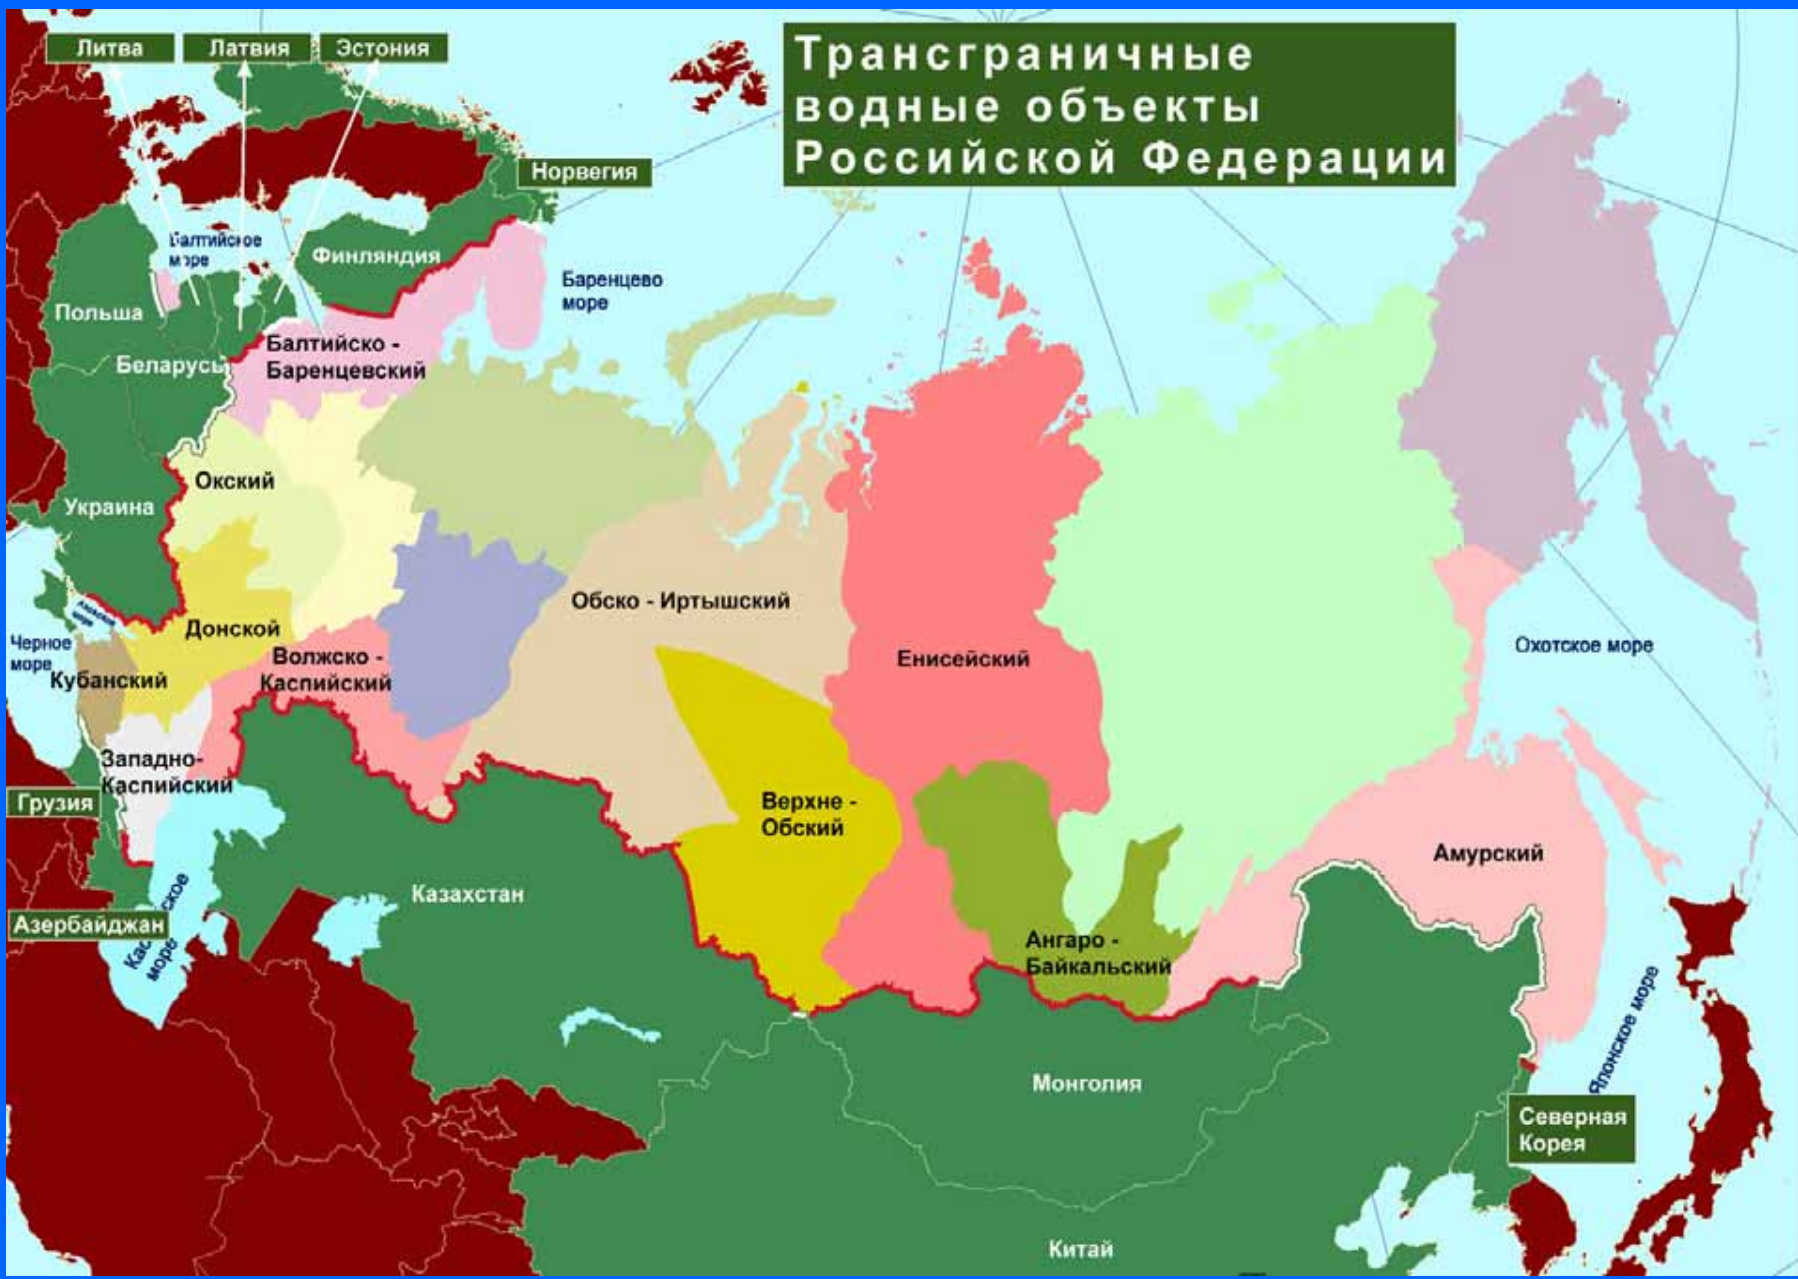 Литва
Латвия
Эстония
Трансграничные
водные объекты
Российской Федерации
Норвегия
Балтийское
море
Финляндия
Баренцево
море
Польша
Балтийско -
Баренцевский
Беларусь
Окский
Украина
Обско - Иртышский
Азовское
море
Донской
Черное
море
Кубанский
Волжско -
Каспийский
Енисейский
Охотское море
Западно-
Каспийский
Грузия
Верхне -
Обский
Амурский
Казахстан
Азербайджан
Каспийское
море
Ангаро -
Байкальский
Японское море
Монголия
Северная
Корея
Китай